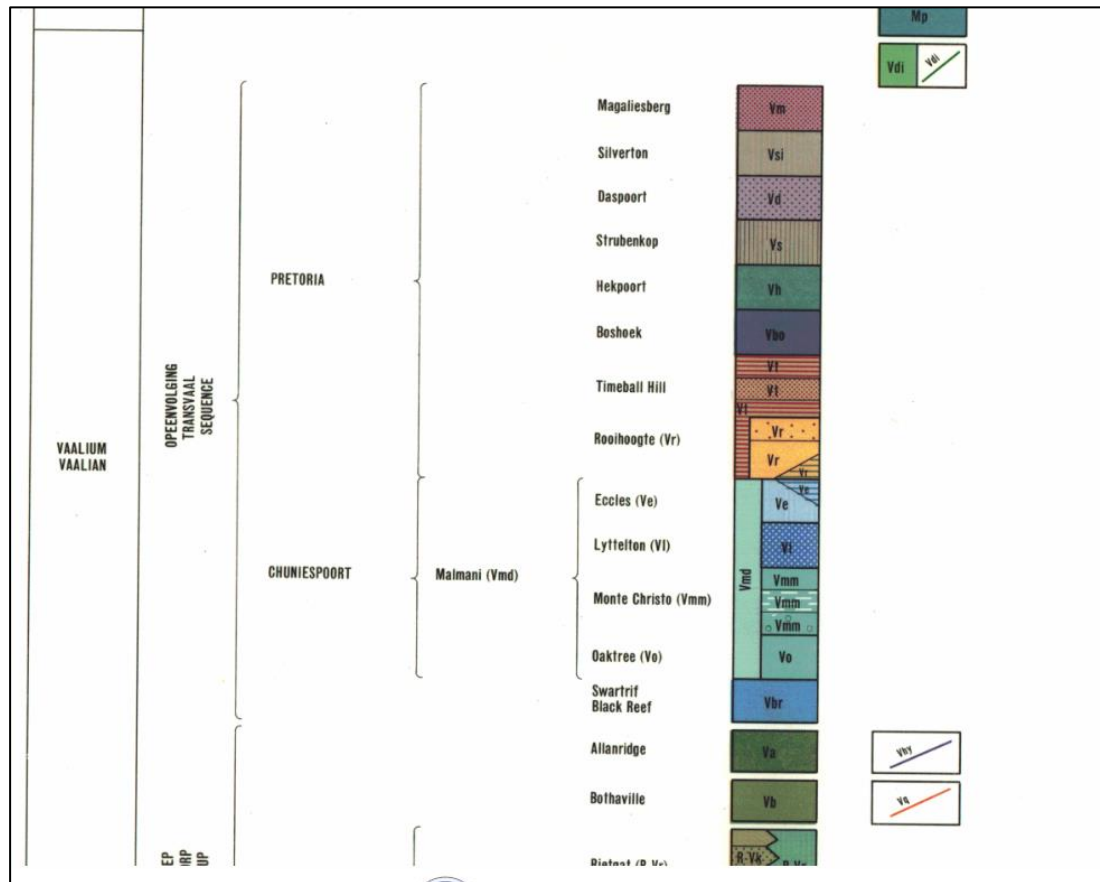 Mp
Vdi Vdi
Magaliesberg Vm
Silverton Vsi
Daspoort Vd
Strubenkop Vs
PRETORIA
Hekpoort Vh
Boshoek Vbo
Vt
Timeball Hill Vt
Vt
OPEENVOLGING
TRANSVAAL
SEQUENCE
Rooihoogte (Vr) Vr
Vr Vr
VAALIUM
VAALIAN
Ve
Eccles (Ve) Ve
Lyttelton (Vl) Vl
CHUNIESPOORT
Malmani (Vmd)
Vmd
Vmm
Monte Christo (Vmm) Vmm
Vmm
Oaktree (Vo) Vo
Swartrif
Black Reef Vbr
Allanridge Va Vhy
Bothaville Vb Vq